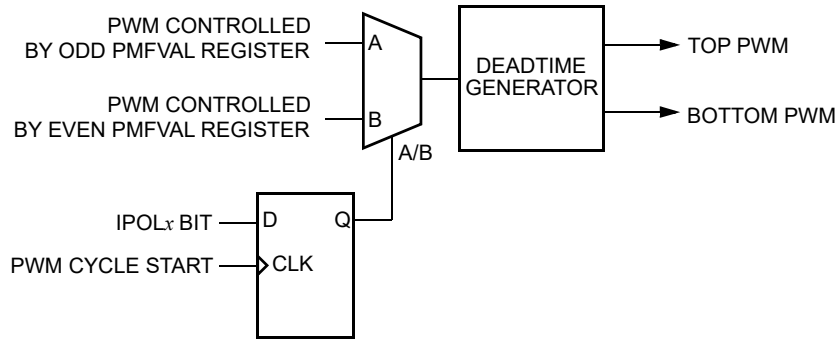 PWM CONTROLLED
BY ODD PMFVAL REGISTER
A
DEADTIME
GENERATOR
TOP PWM
PWM CONTROLLED
BY EVEN PMFVAL REGISTER
B
BOTTOM PWM
A/B
IPOLx BIT
D
Q
PWM CYCLE START
CLK